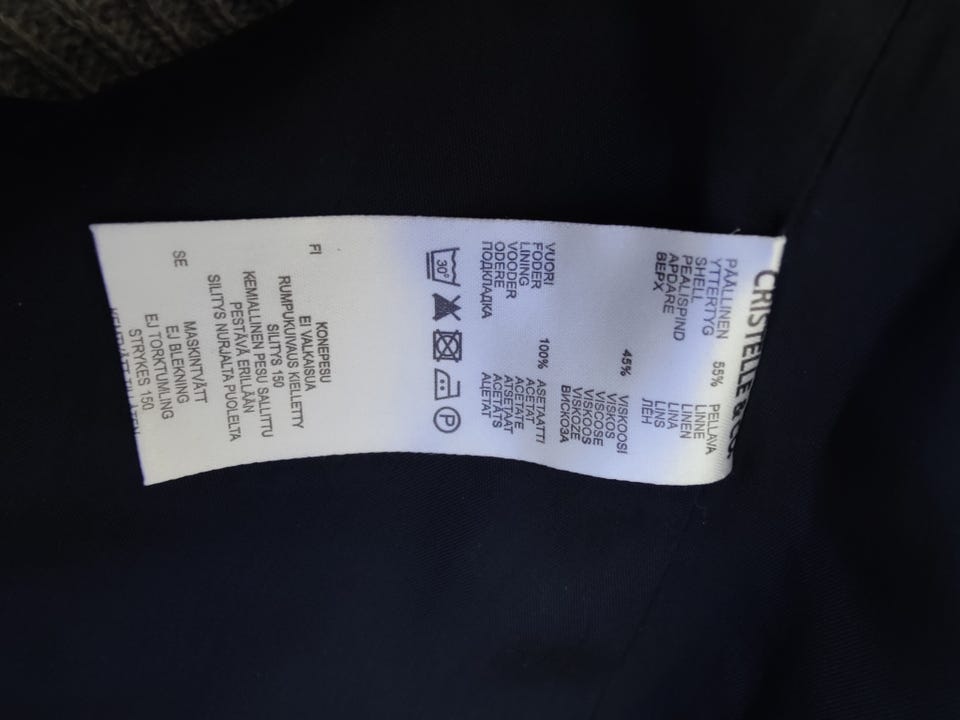 CRISTELLE & CO.
PÄÄLLINEN 55% PELLAVA
YTTERTYG LINNE
SHELL LINEN
PEALISPIND LINA
APDARE LINS
ВЕРХ ЛЕН
45% VISKOOSI
VISKOS
VISCOSE
VISKOOS
VISKOZE
ВИСКОЗА
VUORI 100% ASETAATTI
FODER ACETAT
LINING ACETATE
VOODER ATSETAAT
ODERE ACETĀTS
ПОДКЛАДКА АЦЕТАТ
30°
P
FI
KONEPESU
EI VALKAISUA
RUMPUKUIVAUS KIELLETTY
SILITYS 150
KEMIALLINEN PESU SALLITTU
PESTÄVÄ ERILLÄÄN
SILITYS NURJALTA PUOLELTA
SE
MASKINTVÄTT
EJ BLEKNING
EJ TORKTUMLING
STRYKES 150